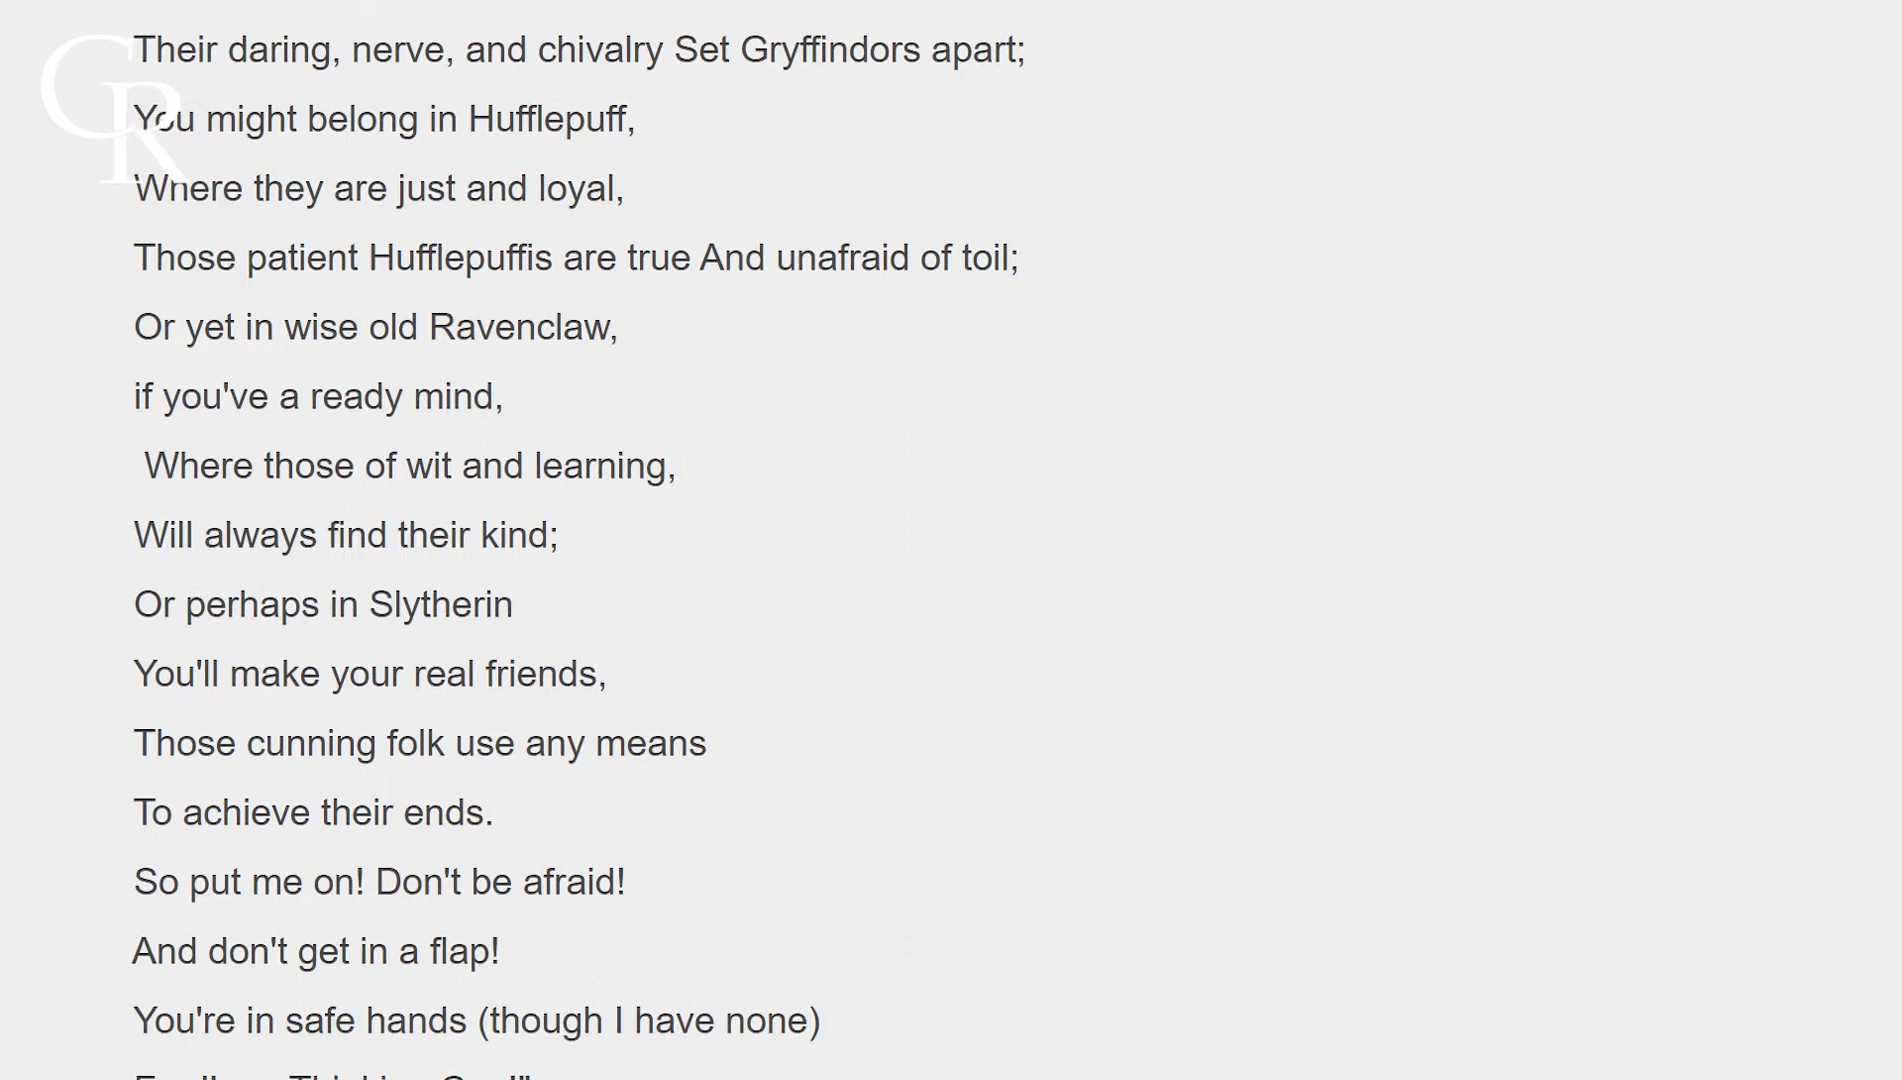 GR
Their daring, nerve, and chivalry Set Gryffindors apart;
You might belong in Hufflepuff,
Where they are just and loyal,
Those patient Hufflepuffis are true And unafraid of toil;
Or yet in wise old Ravenclaw,
if you've a ready mind,
Where those of wit and learning,
Will always find their kind;
Or perhaps in Slytherin
You'll make your real friends,
Those cunning folk use any means
To achieve their ends.
So put me on! Don't be afraid!
And don't get in a flap!
You're in safe hands (though I have none)